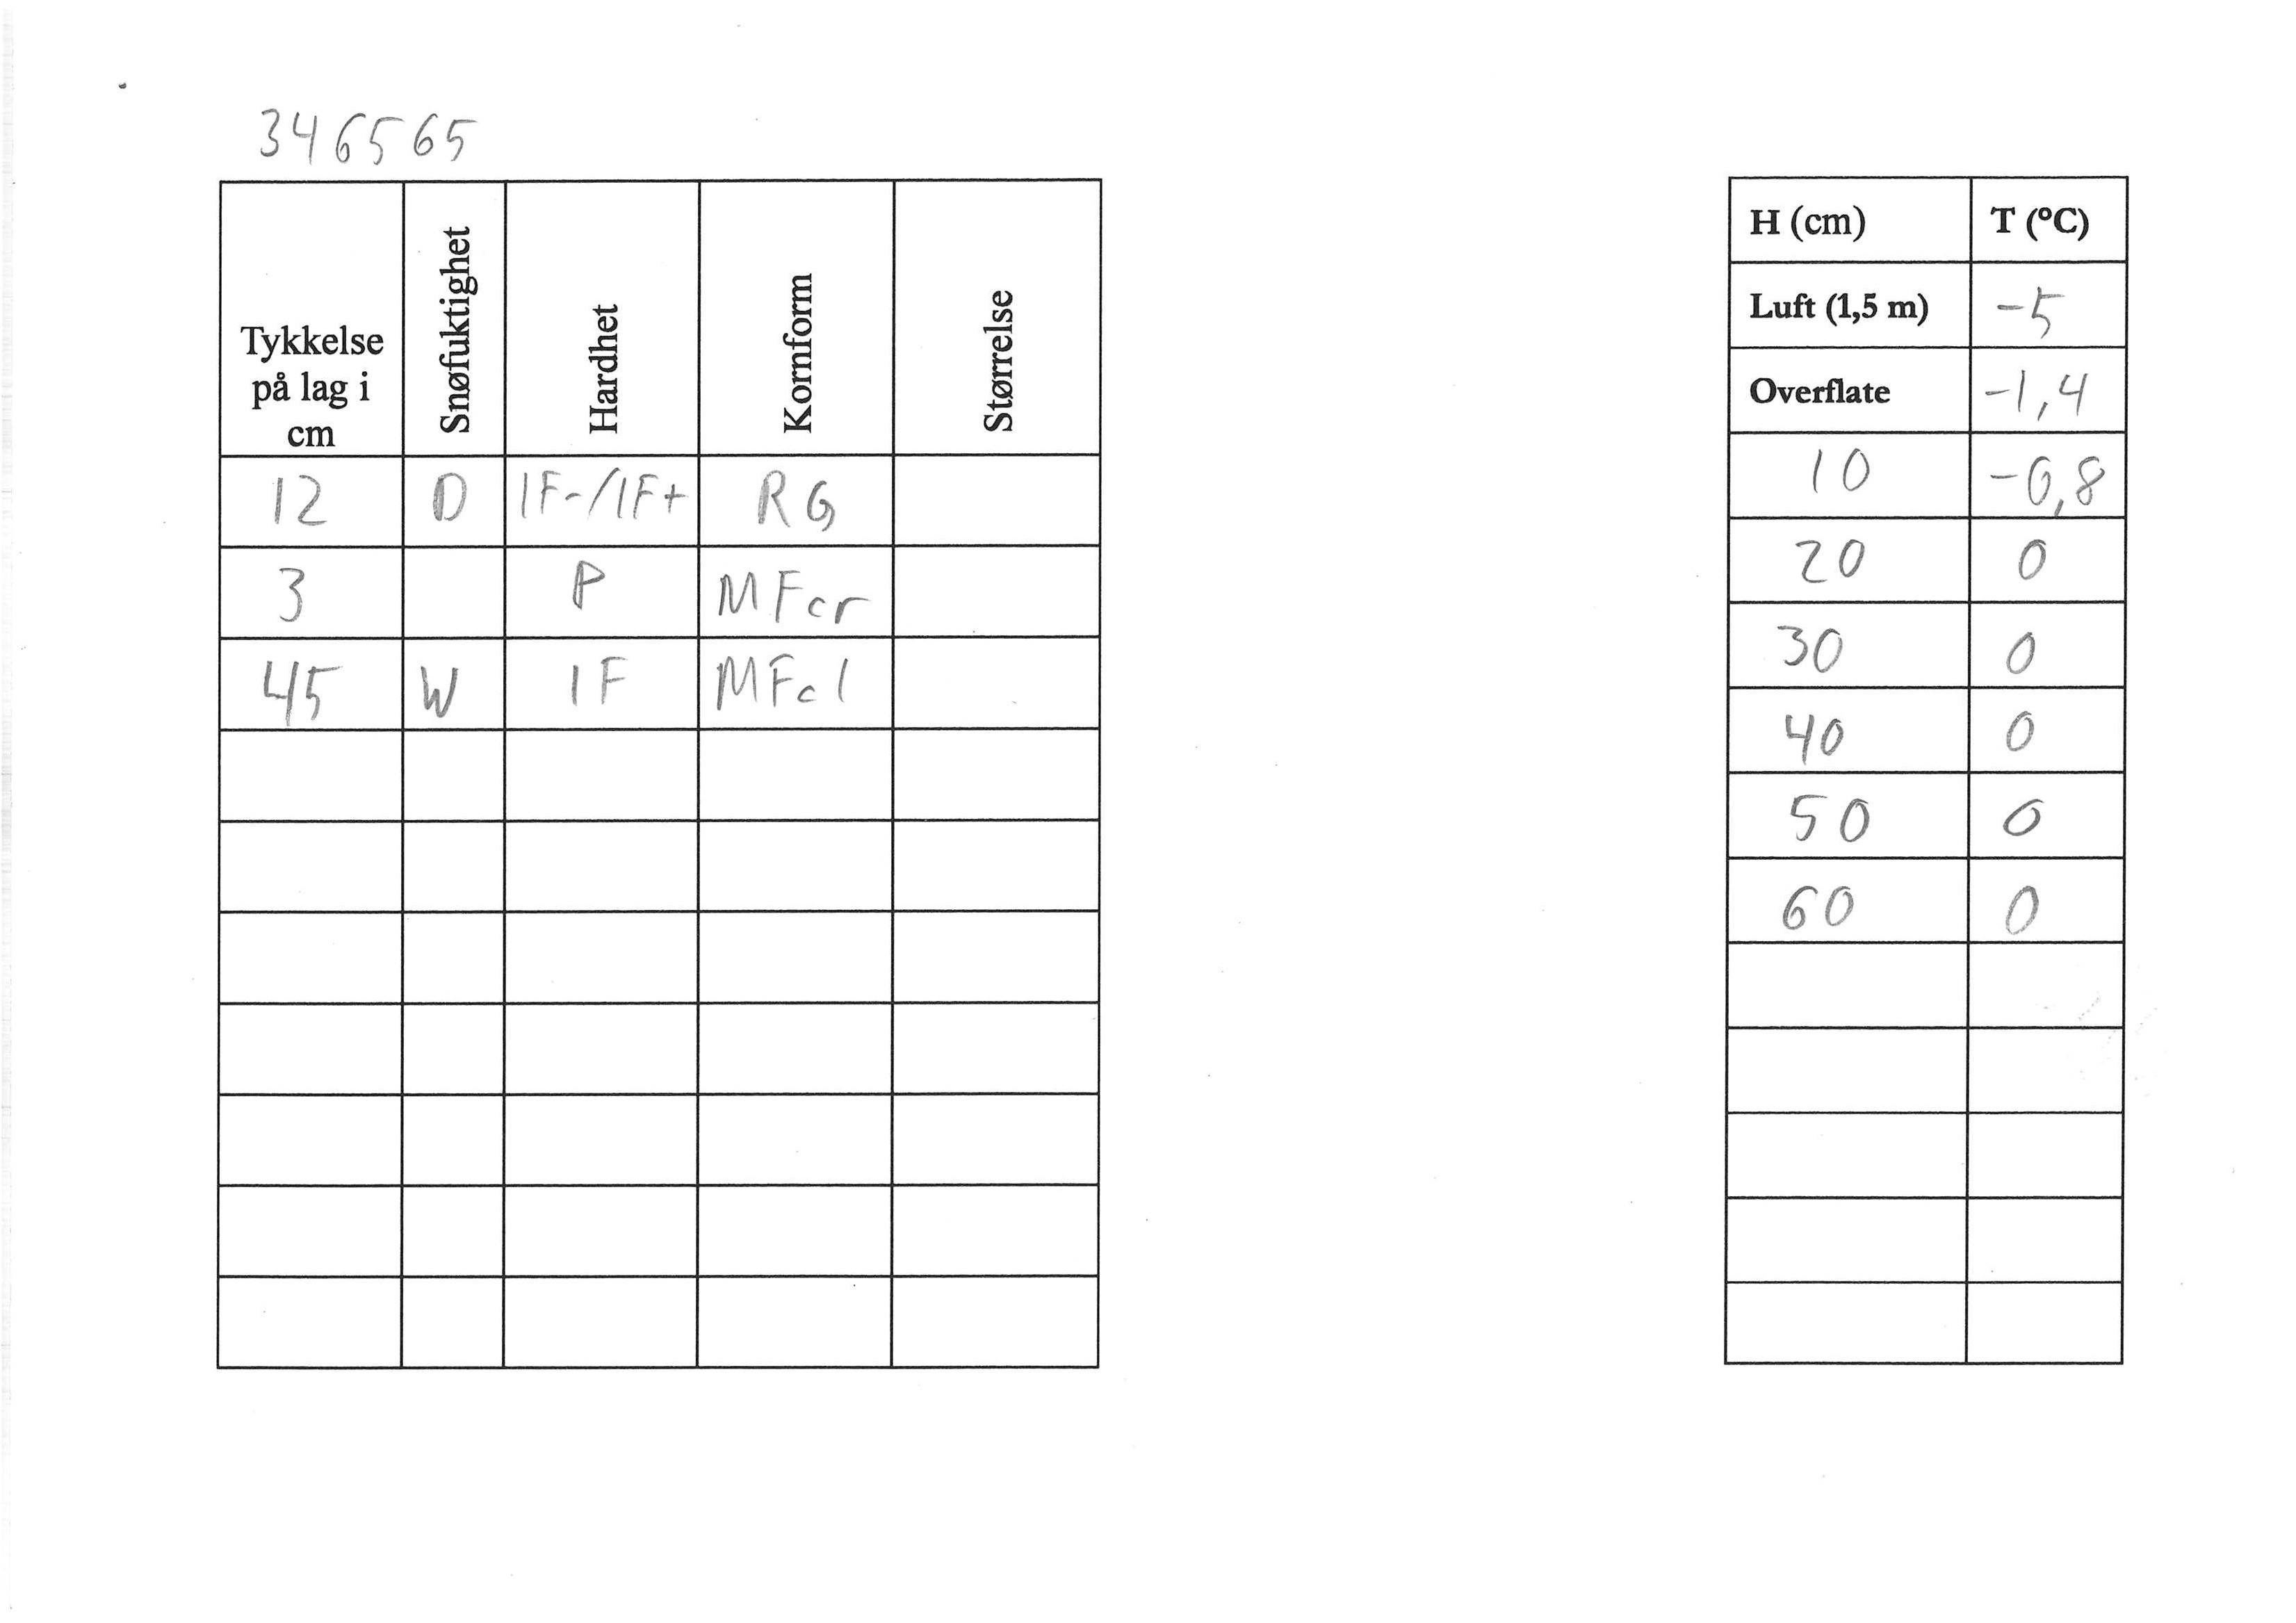 346565
Tykkelse på lag i cm Snøfuktighet Hardhet Kornform Størrelse
12 D 1F-/1F+ RG
3 P MFcr
45 W 1F MFcl
H (cm) T (°C)
Luft (1,5 m) -5
Overflate -1,4
10 -0,8
20 0
30 0
40 0
50 0
60 0